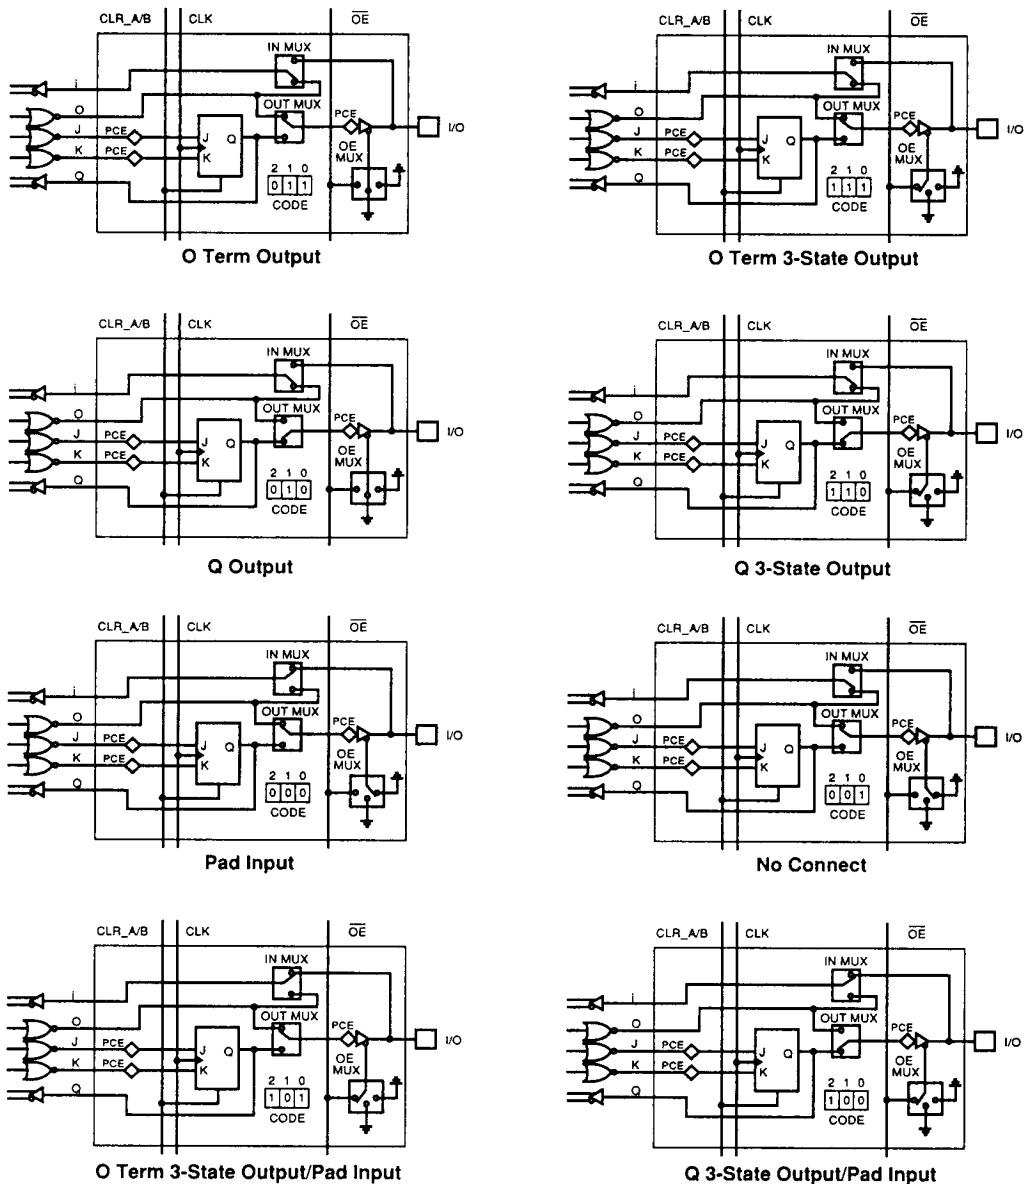 CLR_A/B CLK O̅E̅
IN MUX
i
O OUT MUX
PCE
J PCE J Q I/O
K PCE K OE
MUX
Q 2 1 0
0 1 1
CODE
O Term Output
CLR_A/B CLK O̅E̅
IN MUX
i
O OUT MUX
PCE
J PCE J Q I/O
K PCE K OE
MUX
Q 2 1 0
1 1 1
CODE
O Term 3-State Output
CLR_A/B CLK O̅E̅
IN MUX
i
O OUT MUX
PCE
J PCE J Q I/O
K PCE K OE
MUX
Q 2 1 0
0 1 0
CODE
Q Output
CLR_A/B CLK O̅E̅
IN MUX
i
O OUT MUX
PCE
J PCE J Q I/O
K PCE K OE
MUX
Q 2 1 0
1 1 0
CODE
Q 3-State Output
CLR_A/B CLK O̅E̅
IN MUX
i
O OUT MUX
PCE
J PCE J Q I/O
K PCE K OE
MUX
Q 2 1 0
0 0 0
CODE
Pad Input
CLR_A/B CLK O̅E̅
IN MUX
i
O OUT MUX
PCE
J PCE J Q I/O
K PCE K OE
MUX
Q 2 1 0
0 0 1
CODE
No Connect
CLR_A/B CLK O̅E̅
IN MUX
i
O OUT MUX
PCE
J PCE J Q I/O
K PCE K OE
MUX
Q 2 1 0
1 0 1
CODE
O Term 3-State Output/Pad Input
CLR_A/B CLK O̅E̅
IN MUX
i
O OUT MUX
PCE
J PCE J Q I/O
K PCE K OE
MUX
Q 2 1 0
1 0 0
CODE
Q 3-State Output/Pad Input